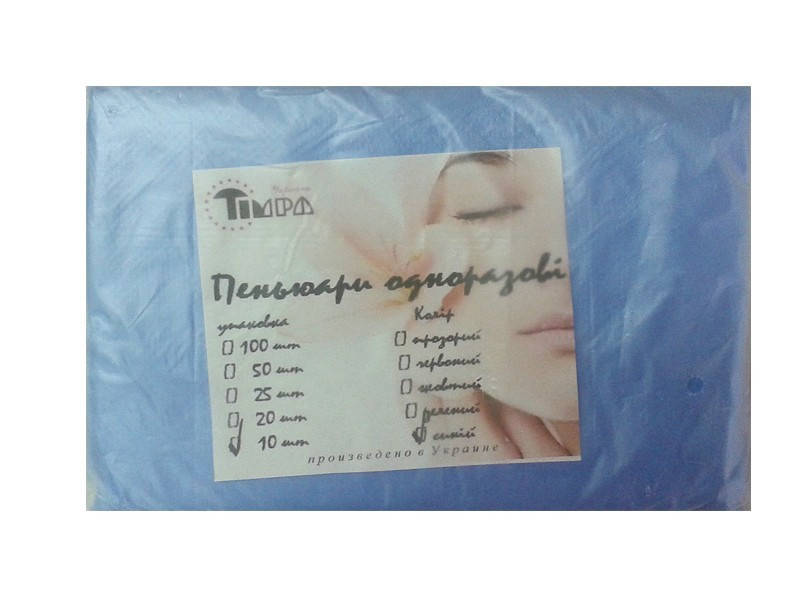 Україна
Тімра
Пеньюари одноразові
упаковка
100 шт
50 шт
25 шт
20 шт
10 шт
Колір
прозорий
червоний
жовтий
зелений
синій
произведено в Украине